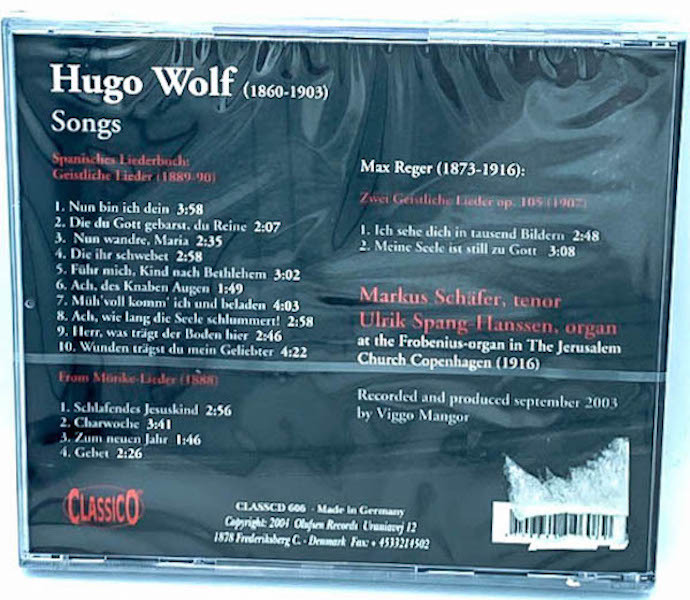 Hugo Wolf (1860-1903)
Songs
Spanisches Liederbuch:
Geistliche Lieder (1889-90)
1. Nun bin ich dein 3:58
2. Die du Gott gebarst, du Reine 2:07
3. Nun wandre, Maria 2:35
4. Die ihr schwebet 2:58
5. Führ mich, Kind nach Bethlehem 3:02
6. Ach, des Knaben Augen 1:49
7. Müh'voll komm' ich und beladen 4:03
8. Ach, wie lang die Seele schlummert! 2:58
9. Herr, was trägt der Boden hier 2:46
10. Wunden trägst du mein Geliebter 4:22
From Mörike-Lieder (1888)
1. Schlafendes Jesuskind 2:56
2. Charwoche 3:41
3. Zum neuen Jahr 1:46
4. Gebet 2:26
Max Reger (1873-1916):
Zwei Geistliche Lieder op. 105 (1907)
1. Ich sehe dich in tausend Bildern 2:48
2. Meine Seele ist still zu Gott 3:08
Markus Schäfer, tenor
Ulrik Spang-Hanssen, organ
at the Frobenius-organ in The Jerusalem
Church Copenhagen (1916)
Recorded and produced september 2003
by Viggo Mangor
CLASSICO
CLASSCD 606 - Made in Germany
Copyright: 2004 Olufsen Records Uraniavej 12
1878 Frederiksberg C. - Denmark Fax: + 4533214502